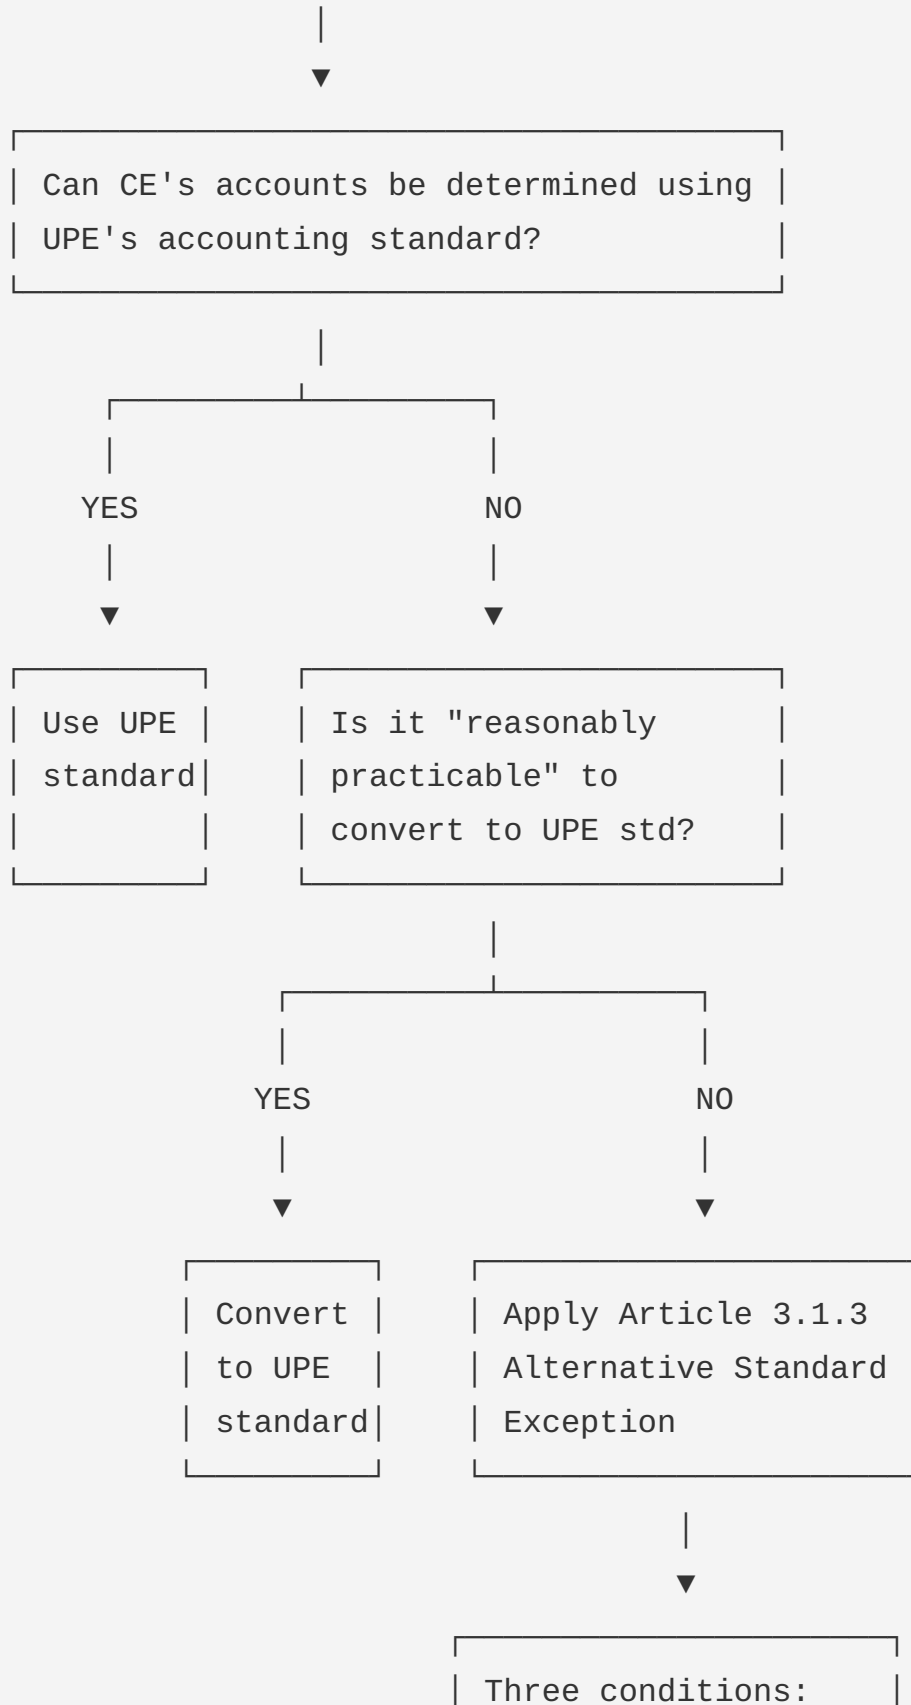 Can CE's accounts be determined using
UPE's accounting standard?
YES NO
Use UPE
standard
Is it "reasonably
practicable" to
convert to UPE std?
YES NO
Convert
to UPE
standard
Apply Article 3.1.3
Alternative Standard
Exception
Three conditions: